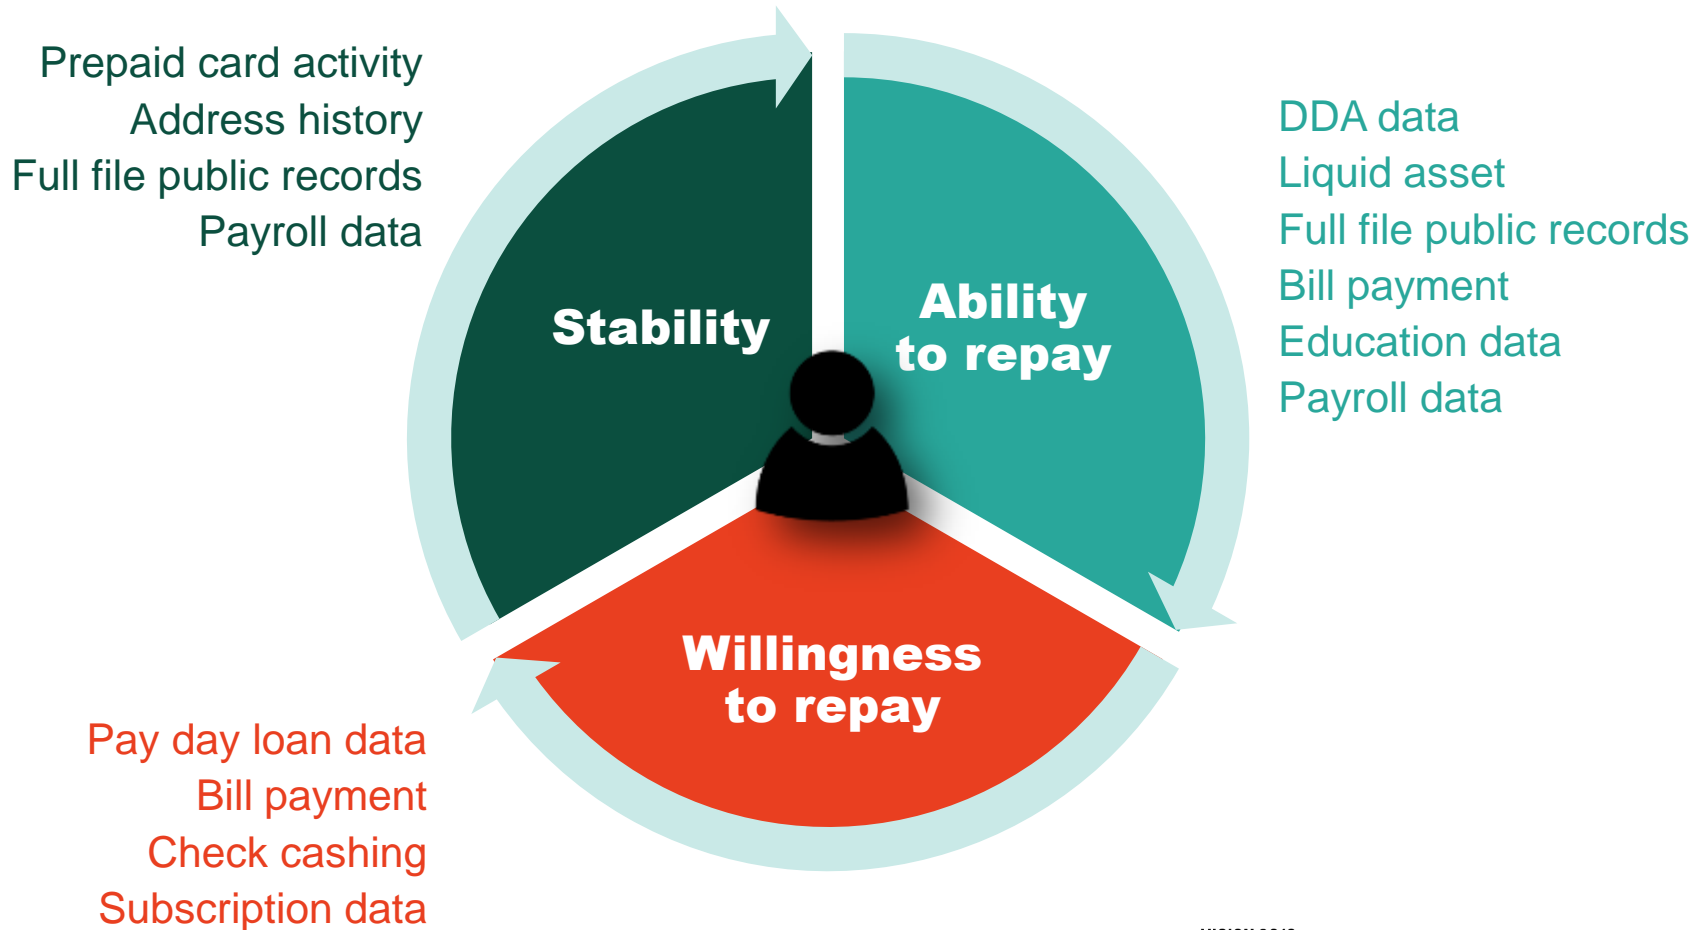 Prepaid card activity
Address history
Full file public records
Payroll data
Stability
Ability
to repay
DDA data
Liquid asset
Full file public records
Bill payment
Education data
Payroll data
Willingness
to repay
Pay day loan data
Bill payment
Check cashing
Subscription data